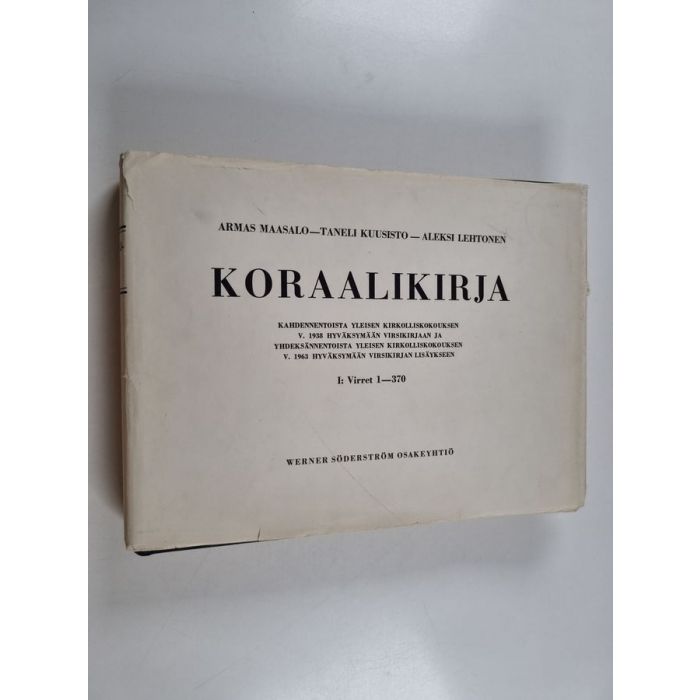 ARMAS MAASALO—TANELI KUUSISTO—ALEKSI LEHTONEN
KORAALIKIRJA
KAHDENNENTOISTA YLEISEN KIRKOLLISKOKOUKSEN
V. 1938 HYVÄKSYMÄÄN VIRSIKIRJAAN JA
YHDEKSÄNNENTOISTA YLEISEN KIRKOLLISKOKOUKSEN
V. 1963 HYVÄKSYMÄÄN VIRSIKIRJAN LISÄYKSEEN
I: Virret 1—370
WERNER SÖDERSTRÖM OSAKEYHTIÖ